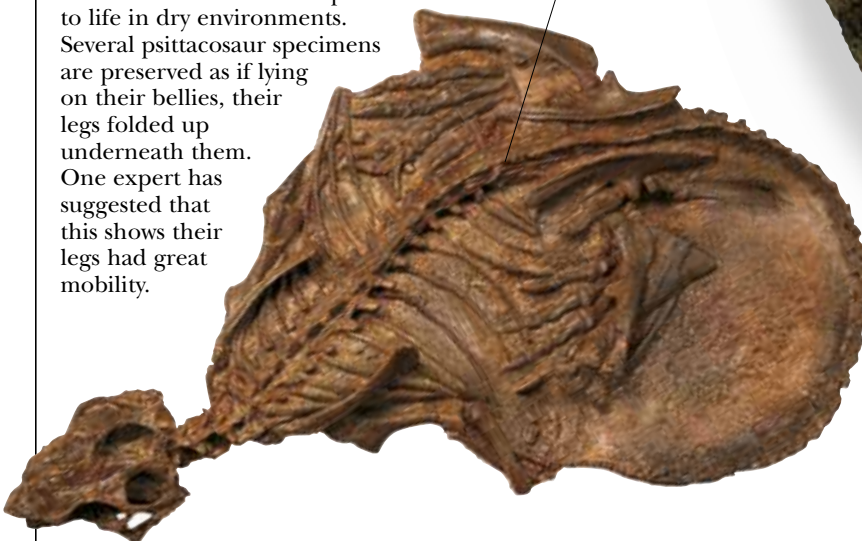 to life in dry environments.
Several psittacosaur specimens
are preserved as if lying
on their bellies, their
legs folded up
underneath them.
One expert has
suggested that
this shows their
legs had great
mobility.